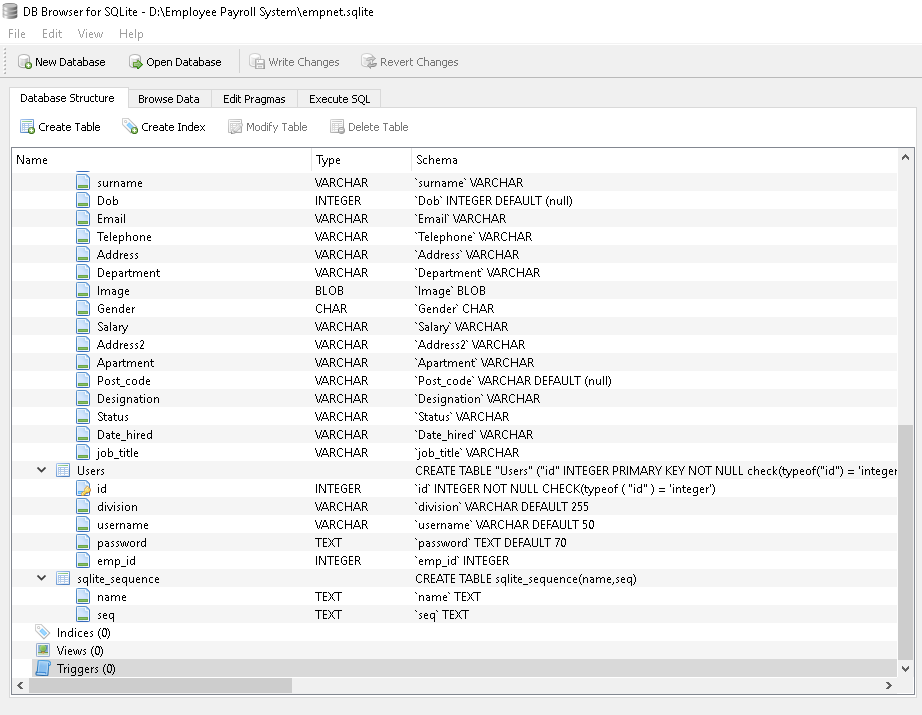 DB Browser for SQLite - D:\Employee Payroll System\empnet.sqlite
File Edit View Help
New Database Open Database Write Changes Revert Changes
Database Structure Browse Data Edit Pragmas Execute SQL
Create Table Create Index Modify Table Delete Table
Name Type Schema
surname VARCHAR `surname` VARCHAR
Dob INTEGER `Dob` INTEGER DEFAULT (null)
Email VARCHAR `Email` VARCHAR
Telephone VARCHAR `Telephone` VARCHAR
Address VARCHAR `Address` VARCHAR
Department VARCHAR `Department` VARCHAR
Image BLOB `Image` BLOB
Gender CHAR `Gender` CHAR
Salary VARCHAR `Salary` VARCHAR
Address2 VARCHAR `Address2` VARCHAR
Apartment VARCHAR `Apartment` VARCHAR
Post_code VARCHAR `Post_code` VARCHAR DEFAULT (null)
Designation VARCHAR `Designation` VARCHAR
Status VARCHAR `Status` VARCHAR
Date_hired VARCHAR `Date_hired` VARCHAR
job_title VARCHAR `job_title` VARCHAR
Users CREATE TABLE "Users" ("id" INTEGER PRIMARY KEY NOT NULL check(typeof("id") = 'integer
id INTEGER `id` INTEGER NOT NULL CHECK(typeof ( "id" ) = 'integer')
division VARCHAR `division` VARCHAR DEFAULT 255
username VARCHAR `username` VARCHAR DEFAULT 50
password TEXT `password` TEXT DEFAULT 70
emp_id INTEGER `emp_id` INTEGER
sqlite_sequence CREATE TABLE sqlite_sequence(name,seq)
name TEXT `name` TEXT
seq TEXT `seq` TEXT
Indices (0)
Views (0)
Triggers (0)